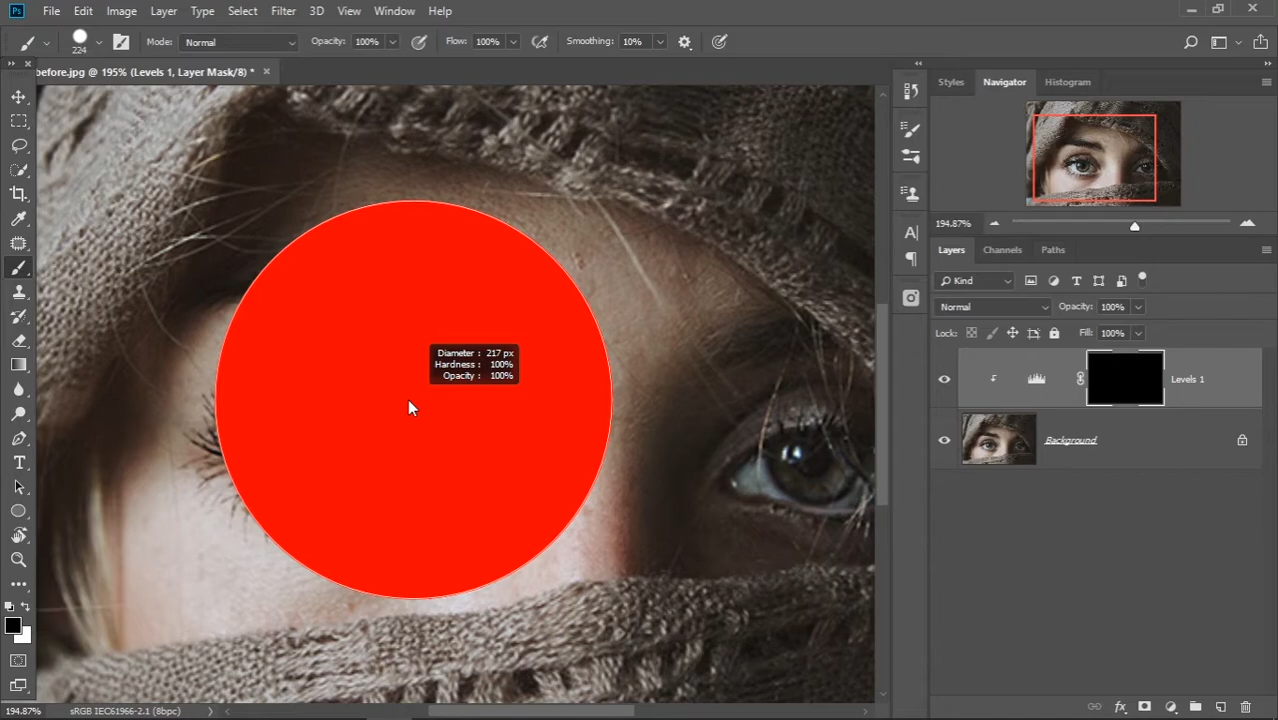 Ps File Edit Image Layer Type Select Filter 3D View Window Help
224 Mode: Normal Opacity: 100% Flow: 100% Smoothing: 10%
before.jpg @ 195% (Levels 1, Layer Mask/8) * ×
Styles Navigator Histogram
194.87%
Layers Channels Paths
Kind
Normal Opacity: 100%
Lock: Fill: 100%
Levels 1
Background
Diameter : 217 px
Hardness : 100%
Opacity : 100%
194.87% sRGB IEC61966-2.1 (8bpc)